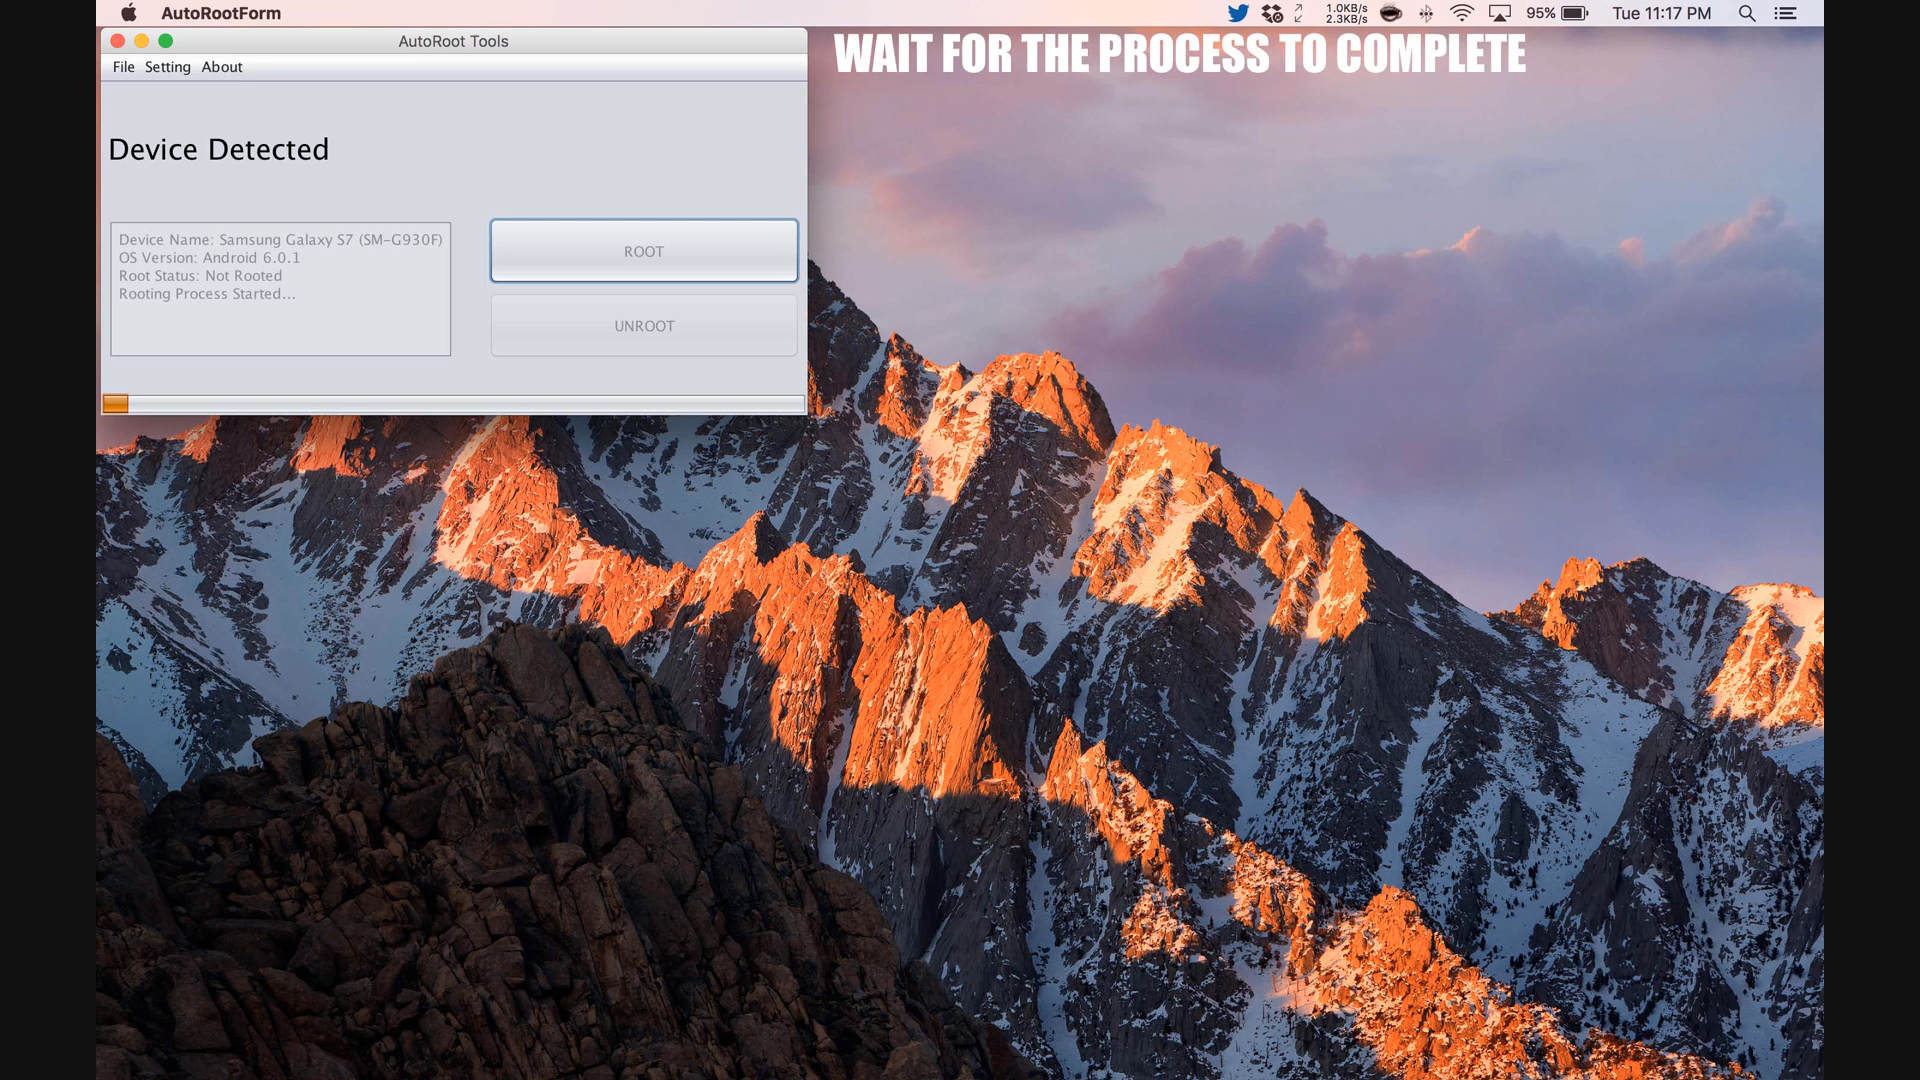 AutoRootForm
1.0KB/s
2.3KB/s
95%
Tue 11:17 PM
AutoRoot Tools
WAIT FOR THE PROCESS TO COMPLETE
File Setting About
Device Detected
Device Name: Samsung Galaxy S7 (SM-G930F)
OS Version: Android 6.0.1
Root Status: Not Rooted
Rooting Process Started...
ROOT
UNROOT